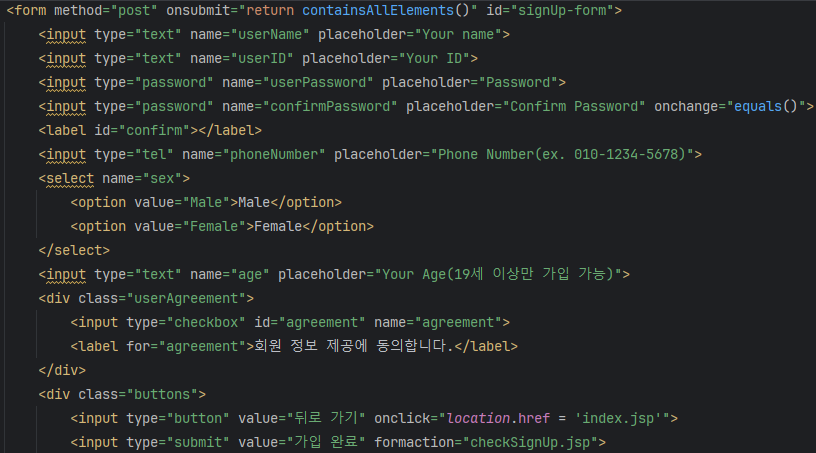 <form method="post" onsubmit="return containsAllElements()" id="signUp-form">
<input type="text" name="userName" placeholder="Your name">
<input type="text" name="userID" placeholder="Your ID">
<input type="password" name="userPassword" placeholder="Password">
<input type="password" name="confirmPassword" placeholder="Confirm Password" onchange="equals()">
<label id="confirm"></label>
<input type="tel" name="phoneNumber" placeholder="Phone Number(ex. 010-1234-5678)">
<select name="sex">
<option value="Male">Male</option>
<option value="Female">Female</option>
</select>
<input type="text" name="age" placeholder="Your Age(19세 이상만 가입 가능)">
<div class="userAgreement">
<input type="checkbox" id="agreement" name="agreement">
<label for="agreement">회원 정보 제공에 동의합니다.</label>
</div>
<div class="buttons">
<input type="button" value="뒤로 가기" onclick="location.href = 'index.jsp'">
<input type="submit" value="가입 완료" formaction="checkSignUp.jsp">